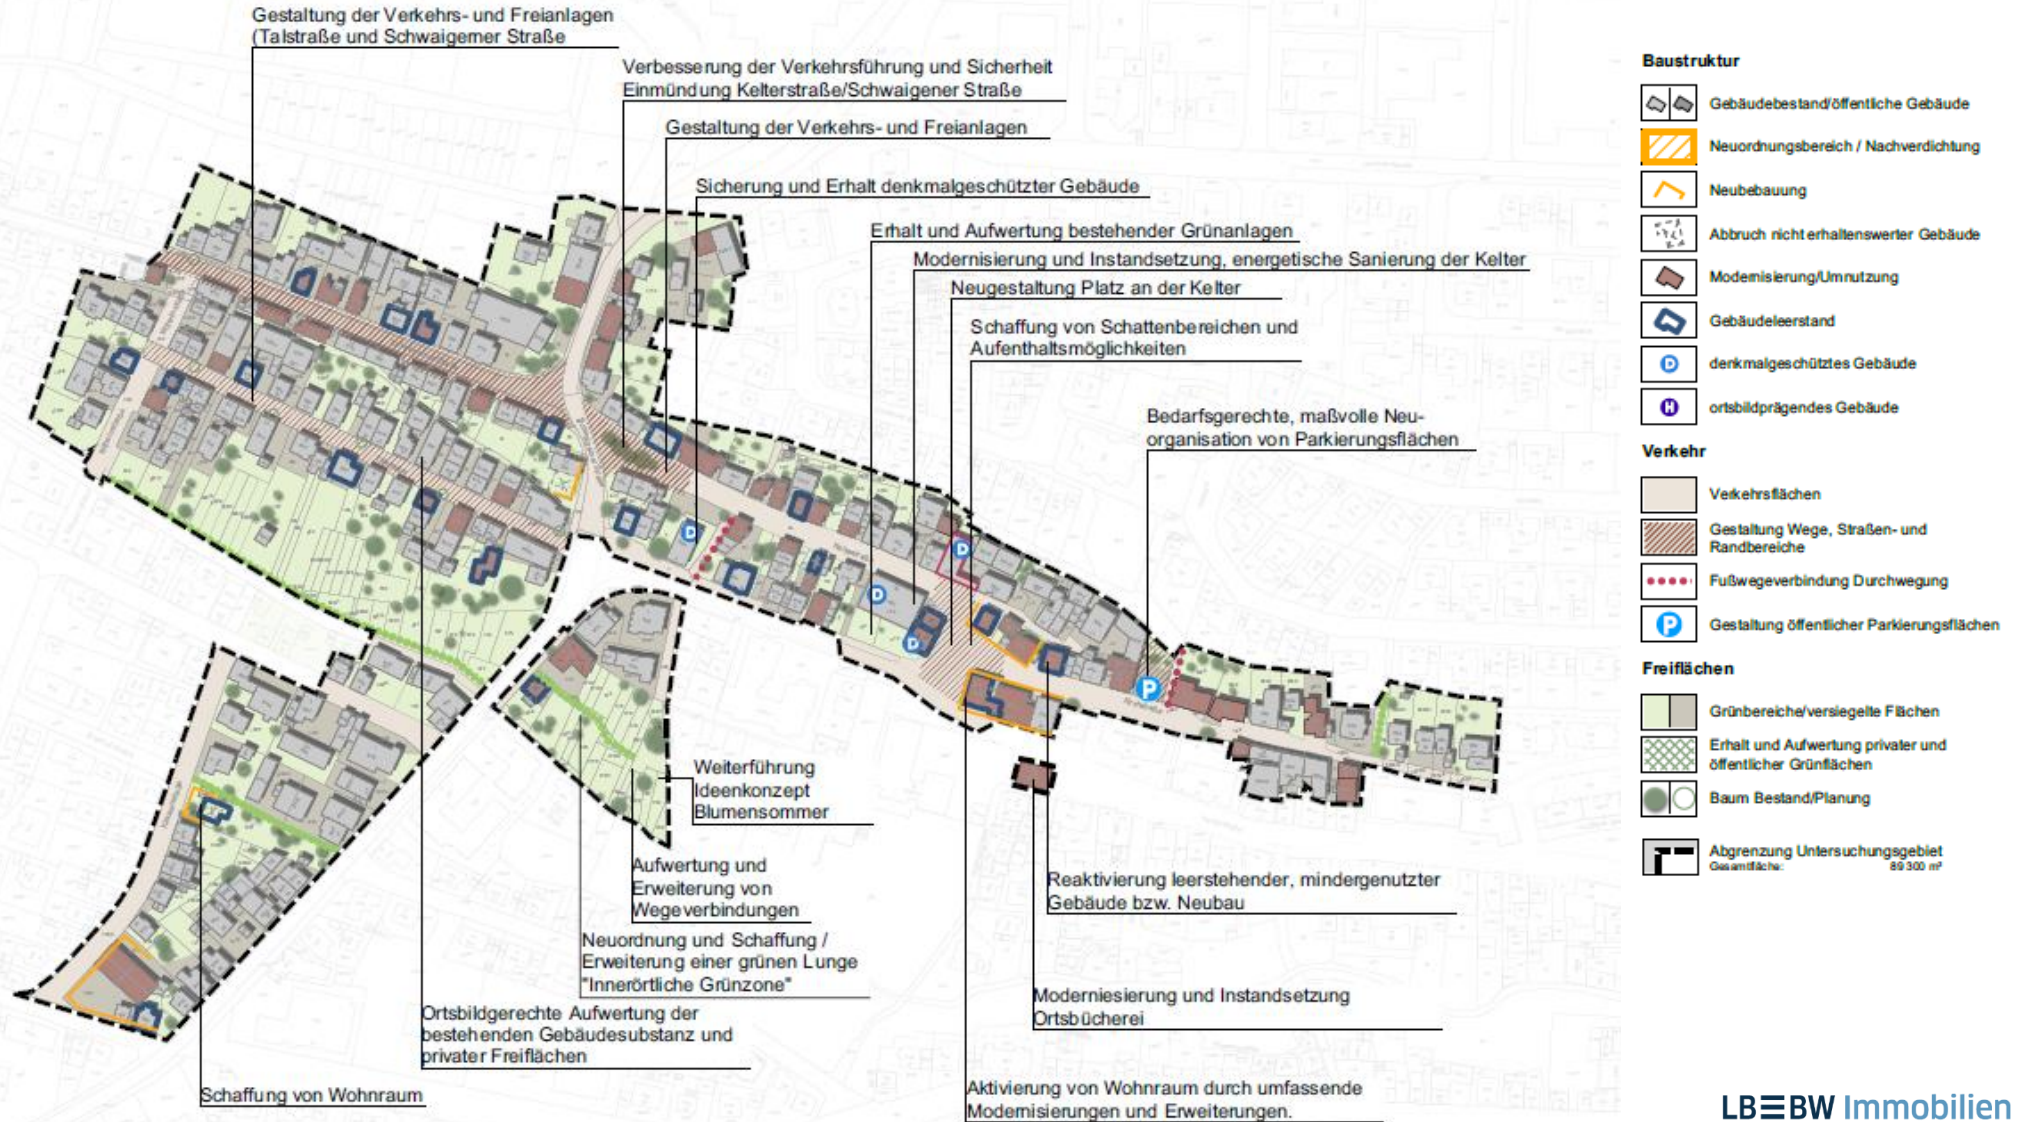 Gestaltung der Verkehrs- und Freianlagen
(Talstraße und Schwaigerner Straße
Verbesserung der Verkehrsführung und Sicherheit
Einmündung Kelterstraße/Schwaigener Straße
Gestaltung der Verkehrs- und Freianlagen
Sicherung und Erhalt denkmalgeschützter Gebäude
Erhalt und Aufwertung bestehender Grünanlagen
Modernisierung und Instandsetzung, energetische Sanierung der Kelter
Neugestaltung Platz an der Kelter
Schaffung von Schattenbereichen und
Aufenthaltsmöglichkeiten
Bedarfsgerechte, maßvolle Neu-
organisation von Parkierungsflächen
D
D
D
D
P
Weiterführung
Ideenkonzept
Blumensommer
Aufwertung und
Erweiterung von
Wegeverbindungen
Neuordnung und Schaffung /
Erweiterung einer grünen Lunge
"Innerörtliche Grünzone"
Ortsbildgerechte Aufwertung der
bestehenden Gebäudesubstanz und
privater Freiflächen
Schaffung von Wohnraum
Reaktivierung leerstehender, mindergenutzter
Gebäude bzw. Neubau
Moderniesierung und Instandsetzung
Ortsbücherei
Aktivierung von Wohnraum durch umfassende
Modernisierungen und Erweiterungen.
Baustruktur
Gebäudebestand/öffentliche Gebäude
Neuordnungsbereich / Nachverdichtung
Neubebauung
Abbruch nicht erhaltenswerter Gebäude
Modernisierung/Umnutzung
Gebäudeleerstand
D denkmalgeschütztes Gebäude
H ortsbildprägendes Gebäude
Verkehr
Verkehrsflächen
Gestaltung Wege, Straßen- und
Randbereiche
Fußwegeverbindung Durchwegung
P Gestaltung öffentlicher Parkierungsflächen
Freiflächen
Grünbereiche/versiegelte Flächen
Erhalt und Aufwertung privater und
öffentlicher Grünflächen
Baum Bestand/Planung
Abgrenzung Untersuchungsgebiet
Gesamtfläche: 89 300 m²
LBBW Immobilien